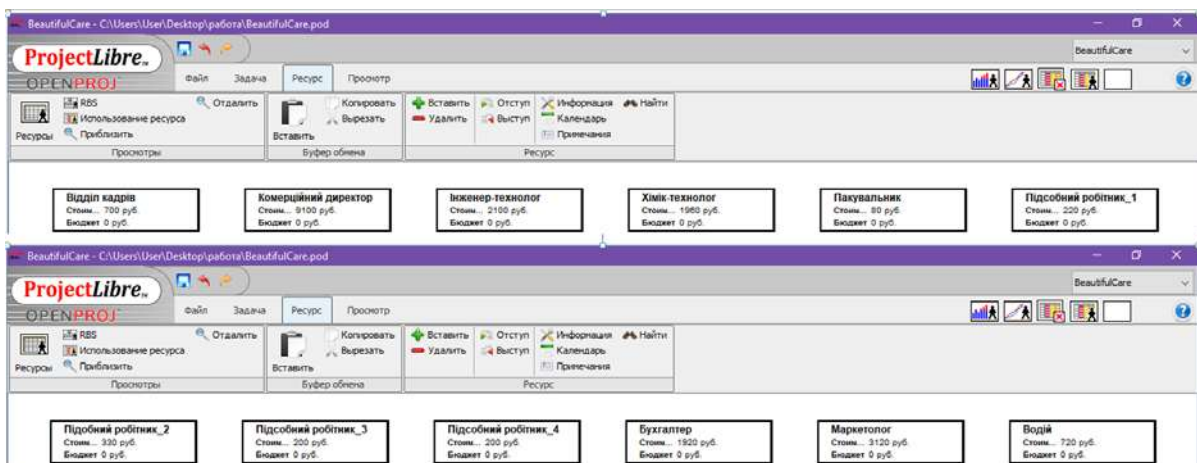 BeautifulCare - C:\Users\User\Desktop\работа\BeautifulCare.pod
ProjectLibre
BeautifulCare
OPENPROJ
Файл Задача Ресурс Просмотр
RBS Отдалить Копировать Вставить Отступ Информация Найти
Использование ресурса Вырезать Удалить Выступ Календарь
Ресурсы Приблизить Вставить Примечания
Просмотры Буфер обмена Ресурс
Відділ кадрів Комерційний директор Інженер-технолог Хімік-технолог Пакувальник Підсобний робітник_1
Стоим... 700 руб. Стоим... 9100 руб. Стоим... 2100 руб. Стоим... 1960 руб. Стоим... 80 руб. Стоим... 220 руб.
Бюджет 0 руб. Бюджет 0 руб. Бюджет 0 руб. Бюджет 0 руб. Бюджет 0 руб. Бюджет 0 руб.
BeautifulCare - C:\Users\User\Desktop\работа\BeautifulCare.pod
ProjectLibre
BeautifulCare
OPENPROJ
Файл Задача Ресурс Просмотр
RBS Отдалить Копировать Вставить Отступ Информация Найти
Использование ресурса Вырезать Удалить Выступ Календарь
Ресурсы Приблизить Вставить Примечания
Просмотры Буфер обмена Ресурс
Підобний робітник_2 Підсобний робітник_3 Підсобний робітник_4 Бухгалтер Маркетолог Водій
Стоим... 330 руб. Стоим... 200 руб. Стоим... 200 руб. Стоим... 1920 руб. Стоим... 3120 руб. Стоим... 720 руб.
Бюджет 0 руб. Бюджет 0 руб. Бюджет 0 руб. Бюджет 0 руб. Бюджет 0 руб. Бюджет 0 руб.